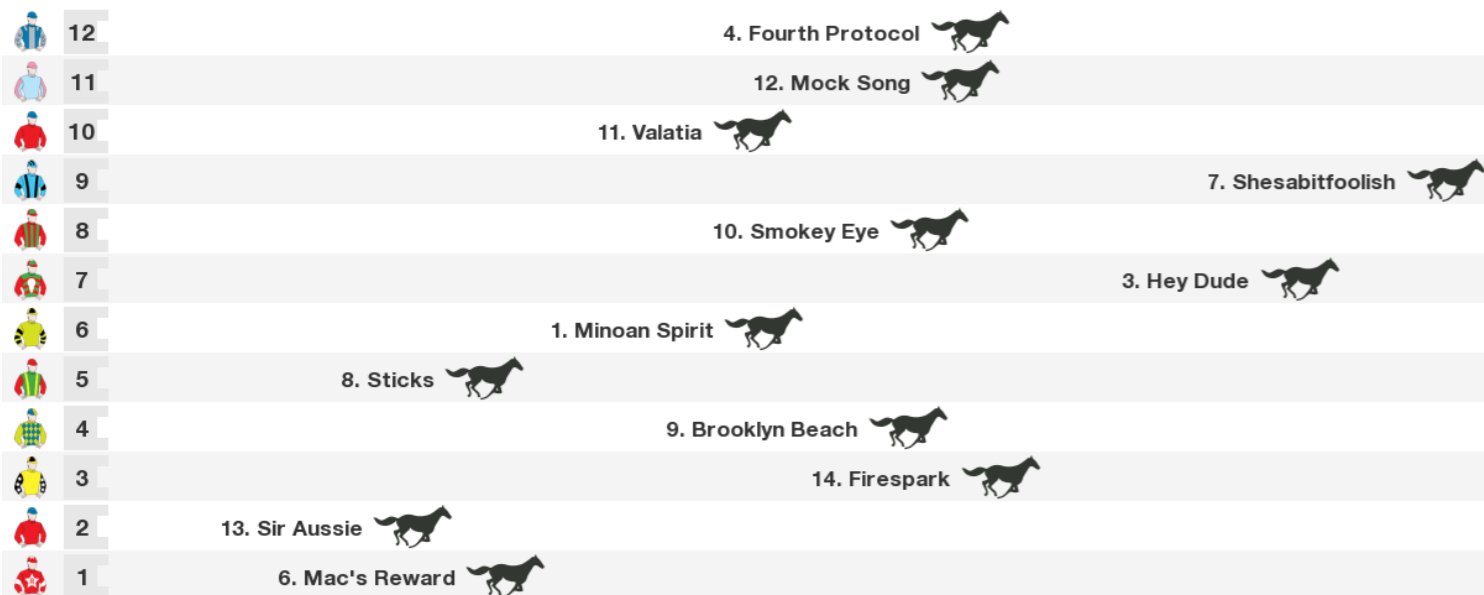 12 4. Fourth Protocol
11 12. Mock Song
10 11. Valatia
9 7. Shesabitfoolish
8 10. Smokey Eye
7 3. Hey Dude
6 1. Minoan Spirit
5 8. Sticks
4 9. Brooklyn Beach
3 14. Firespark
2 13. Sir Aussie
1 6. Mac's Reward